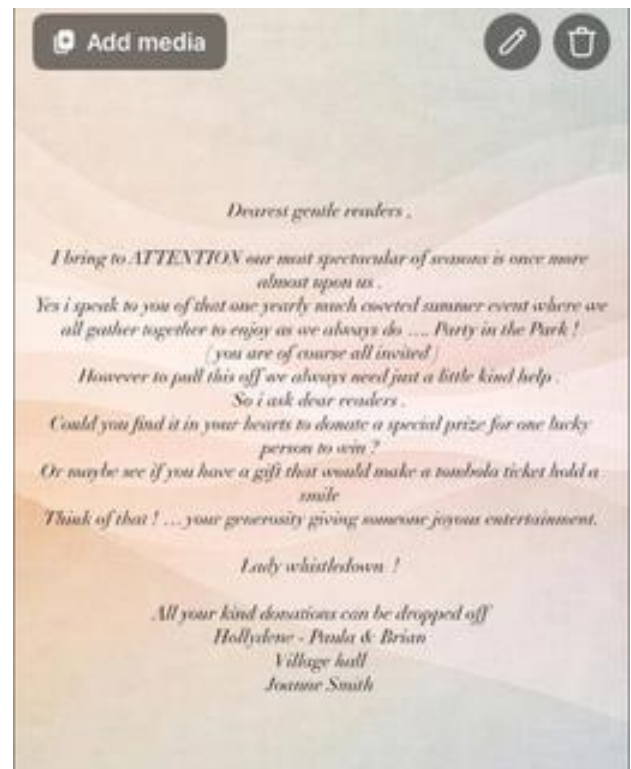 Add media
Dearest gentle readers ,
I bring to ATTENTION our most spectacular of seasons is once more
almost upon us .
Yes i speak to you of that one yearly much coveted summer event where we
all gather together to enjoy as we always do .... Party in the Park !
( you are of course all invited )
However to pull this off we always need just a little kind help .
So i ask dear readers .
Could you find it in your hearts to donate a special prize for one lucky
person to win ?
Or maybe see if you have a gift that would make a tombola ticket hold a
smile
Think of that ! ... your generosity giving someone joyous entertainment.
Lady whistledown !
All your kind donations can be dropped off
Hollydene - Paula & Brian
Village hall
Joanne Smith